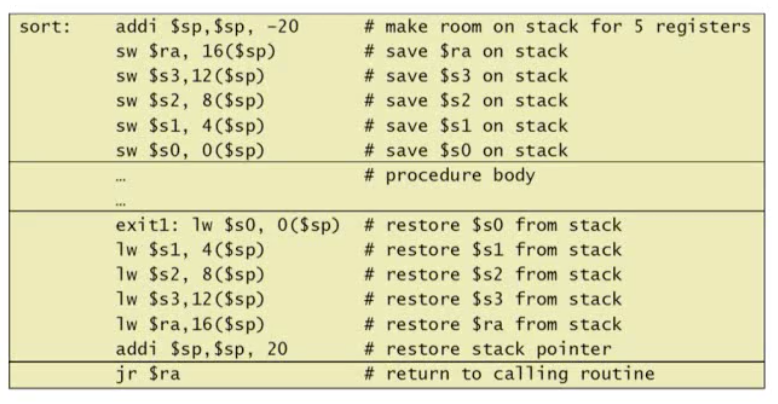 sort: addi $sp,$sp, -20 # make room on stack for 5 registers
sw $ra, 16($sp) # save $ra on stack
sw $s3,12($sp) # save $s3 on stack
sw $s2, 8($sp) # save $s2 on stack
sw $s1, 4($sp) # save $s1 on stack
sw $s0, 0($sp) # save $s0 on stack
… # procedure body
…
exit1: lw $s0, 0($sp) # restore $s0 from stack
lw $s1, 4($sp) # restore $s1 from stack
lw $s2, 8($sp) # restore $s2 from stack
lw $s3,12($sp) # restore $s3 from stack
lw $ra,16($sp) # restore $ra from stack
addi $sp,$sp, 20 # restore stack pointer
jr $ra # return to calling routine